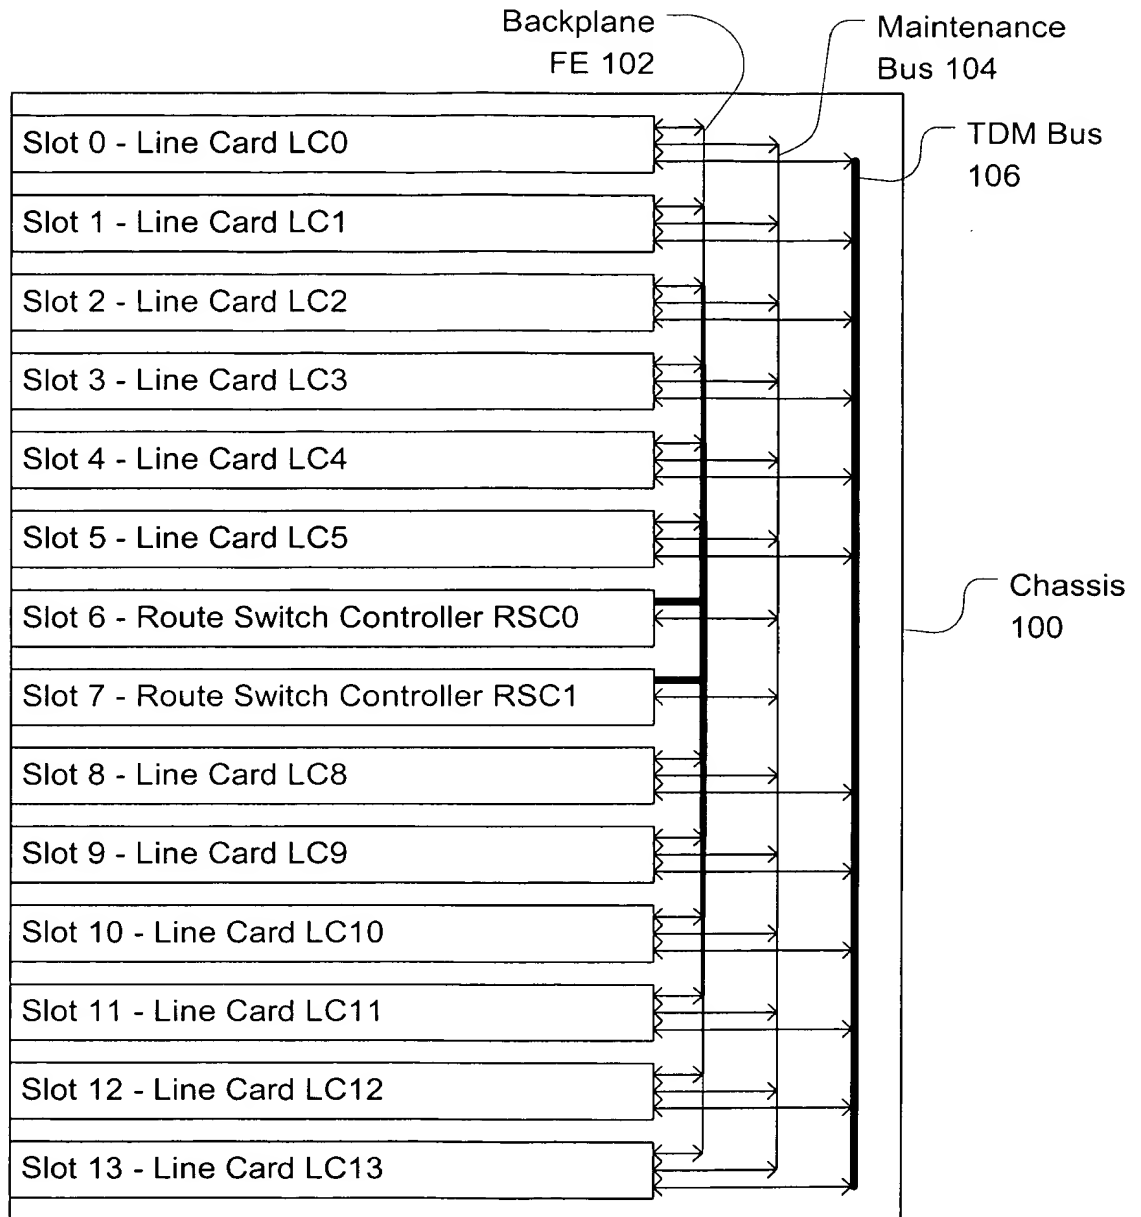 Backplane
FE 102
Maintenance
Bus 104
TDM Bus
106
Slot 0 - Line Card LC0
Slot 1 - Line Card LC1
Slot 2 - Line Card LC2
Slot 3 - Line Card LC3
Slot 4 - Line Card LC4
Slot 5 - Line Card LC5
Slot 6 - Route Switch Controller RSC0
Slot 7 - Route Switch Controller RSC1
Slot 8 - Line Card LC8
Slot 9 - Line Card LC9
Slot 10 - Line Card LC10
Slot 11 - Line Card LC11
Slot 12 - Line Card LC12
Slot 13 - Line Card LC13
Chassis
100